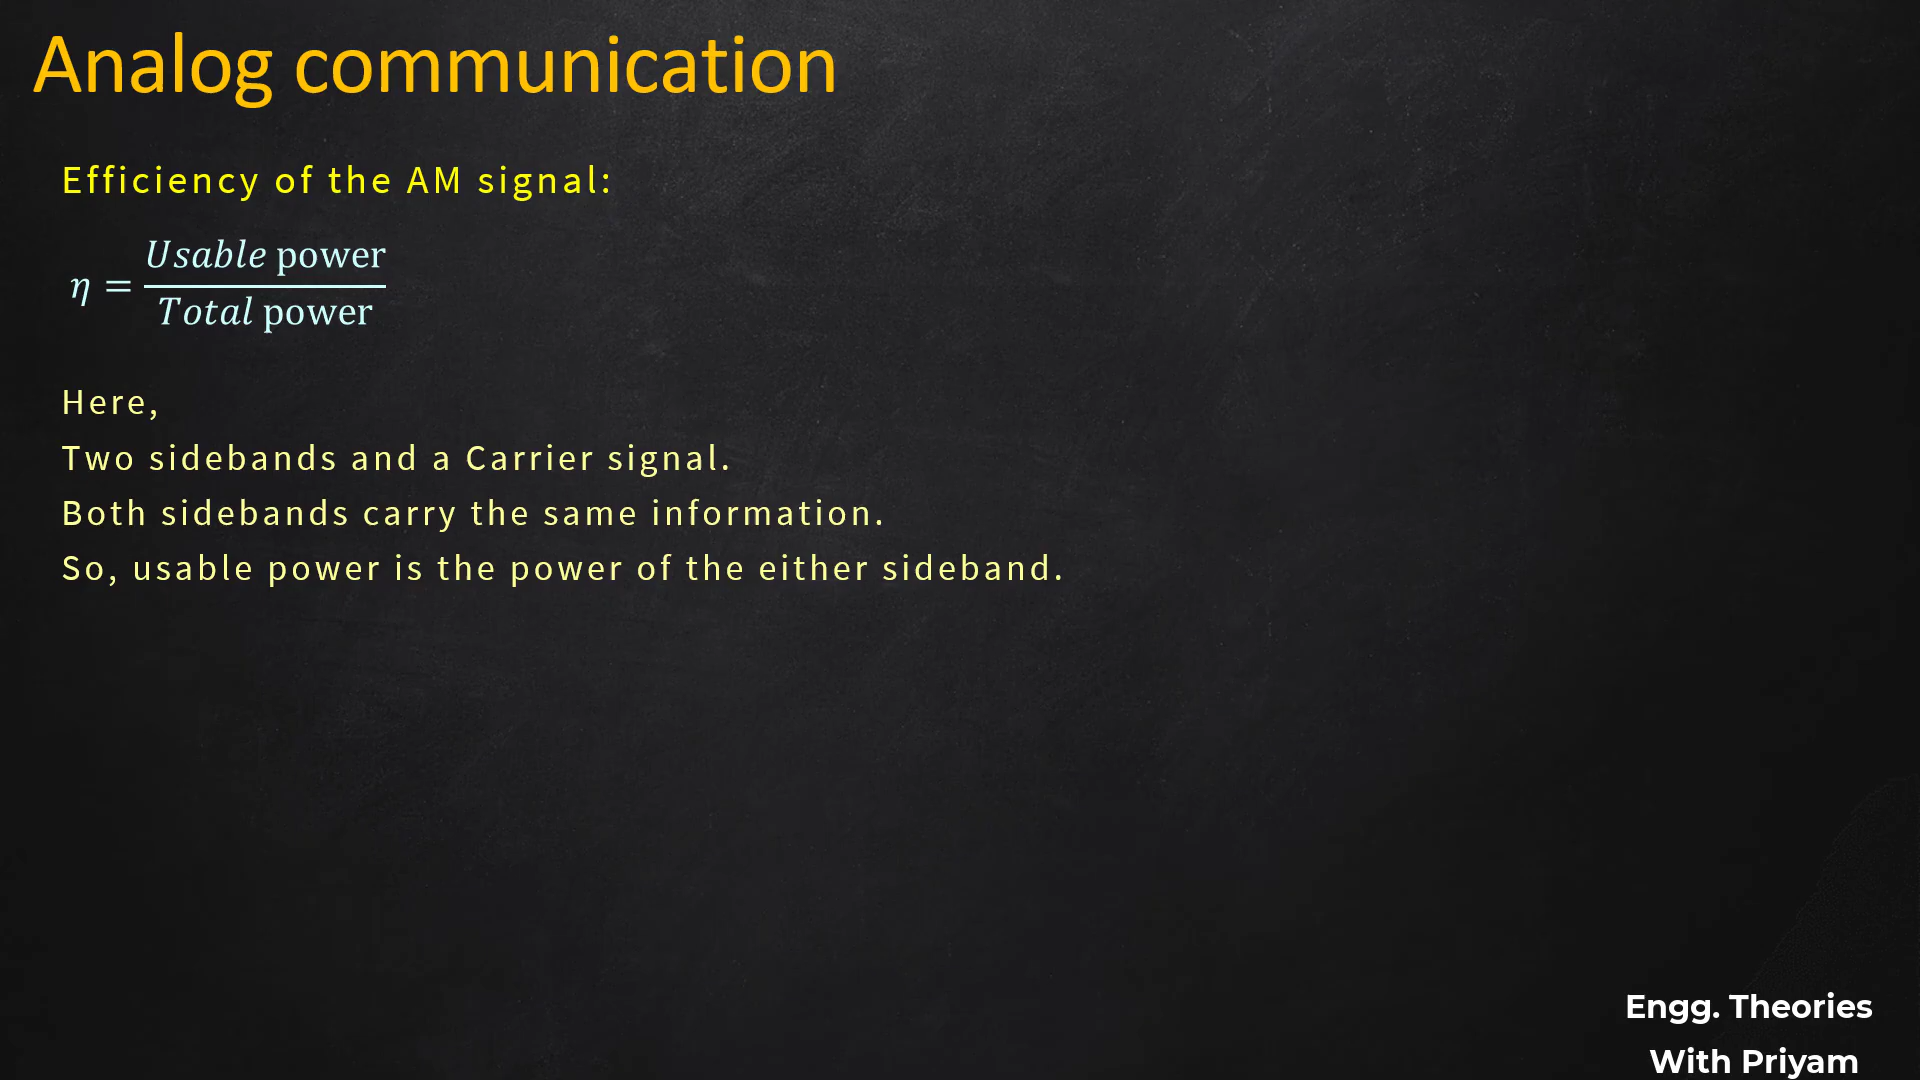 Analog communication
Efficiency of the AM signal:
η = Usable power / Total power
Here,
Two sidebands and a Carrier signal.
Both sidebands carry the same information.
So, usable power is the power of the either sideband.
Engg. Theories
With Priyam